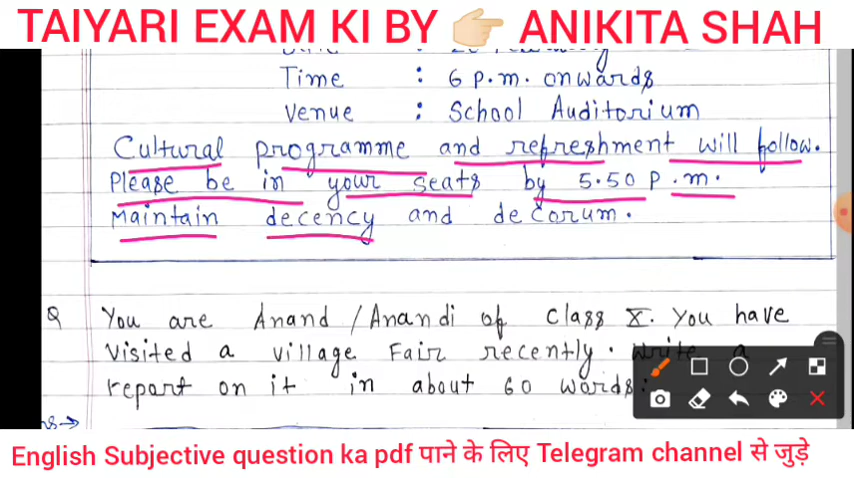 TAIYARI EXAM KI BY 👉🏻 ANIKITA SHAH
Time : 6 p.m. onwards
Venue : School Auditorium
Cultural programme and refreshment will follow.
Please be in your seats by 5.50 p.m.
Maintain decency and decorum.
Q You are Anand / Anandi of class X. You have
visited a village Fair recently. Write a
report on it in about 60 words.
English Subjective question ka pdf पाने के लिए Telegram channel से जुड़े